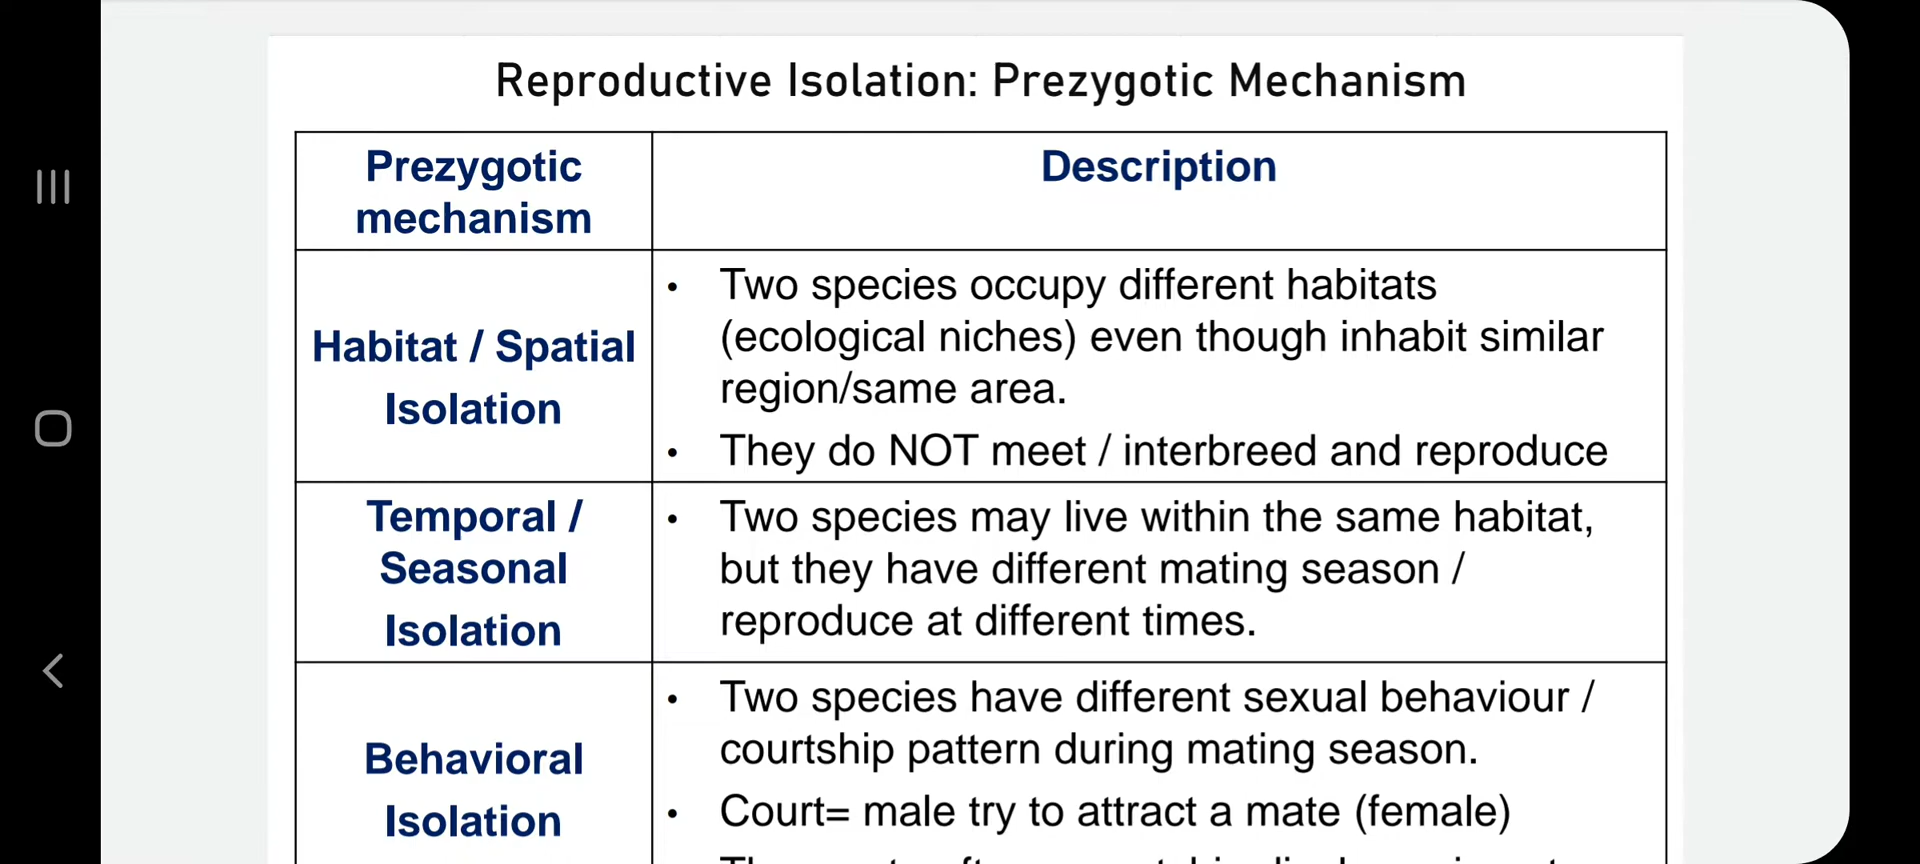 Reproductive Isolation: Prezygotic Mechanism
Prezygotic
mechanism
Description
Habitat / Spatial
Isolation
• Two species occupy different habitats
(ecological niches) even though inhabit similar
region/same area.
• They do NOT meet / interbreed and reproduce
Temporal /
Seasonal
Isolation
• Two species may live within the same habitat,
but they have different mating season /
reproduce at different times.
Behavioral
Isolation
• Two species have different sexual behaviour /
courtship pattern during mating season.
• Court= male try to attract a mate (female)